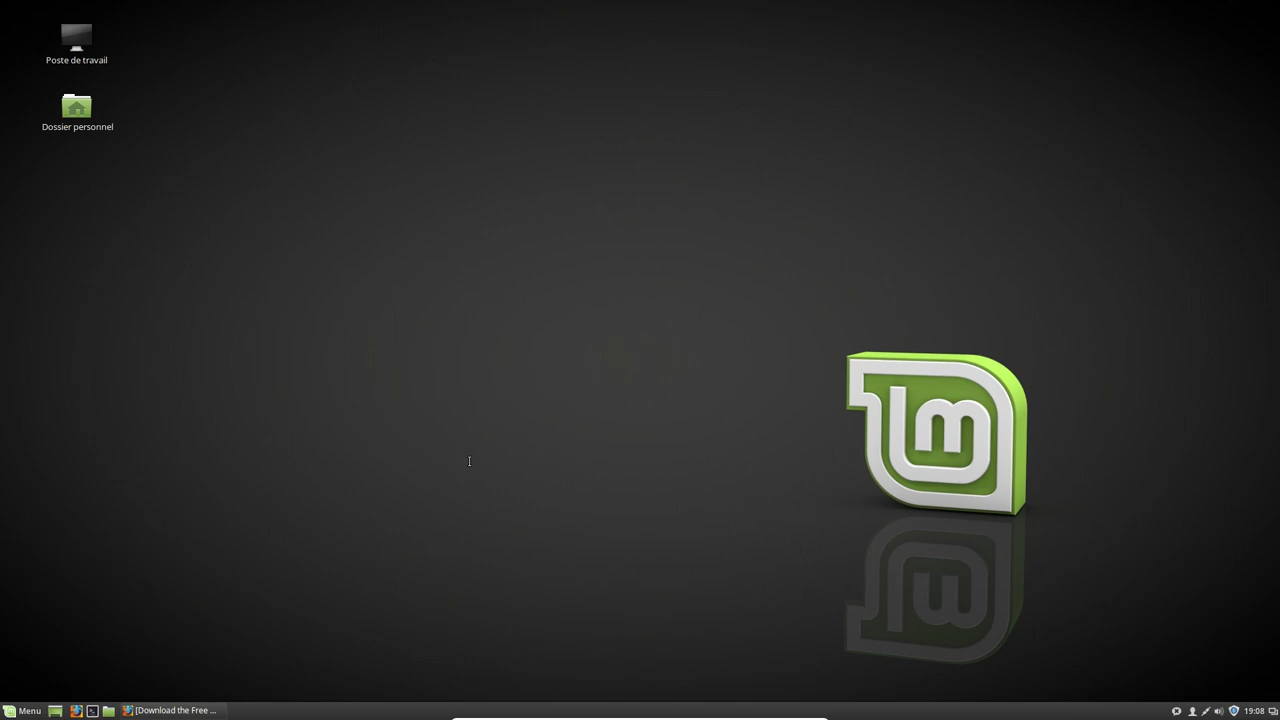 Poste de travail
Dossier personnel
Menu
[Download the Free ...
19:08